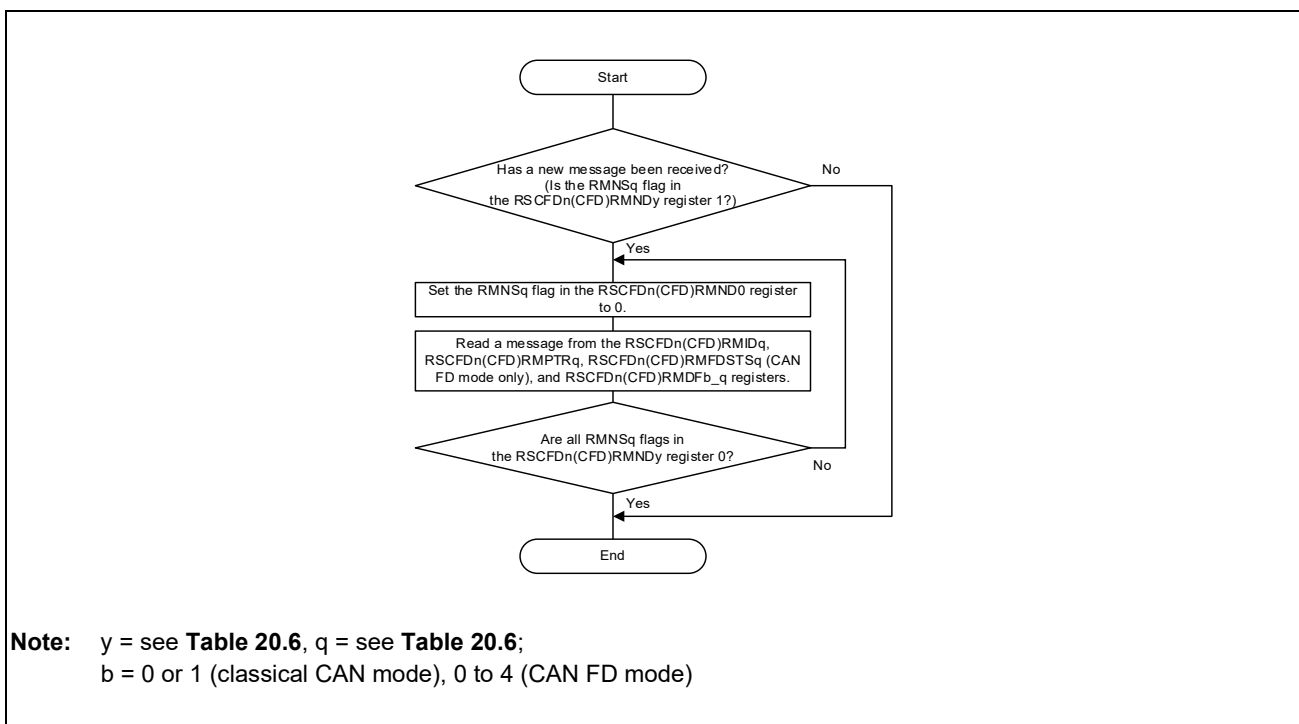 Start
Has a new message been received?
(Is the RMNSq flag in
the RSCFDn(CFD)RMNDy register 1?)
No
Yes
Set the RMNSq flag in the RSCFDn(CFD)RMND0 register
to 0.
Read a message from the RSCFDn(CFD)RMIDq,
RSCFDn(CFD)RMPTRq, RSCFDn(CFD)RMFDSTSq (CAN
FD mode only), and RSCFDn(CFD)RMDFb_q registers.
Are all RMNSq flags in
the RSCFDn(CFD)RMNDy register 0?
No
Yes
End
Note: y = see Table 20.6, q = see Table 20.6;
b = 0 or 1 (classical CAN mode), 0 to 4 (CAN FD mode)